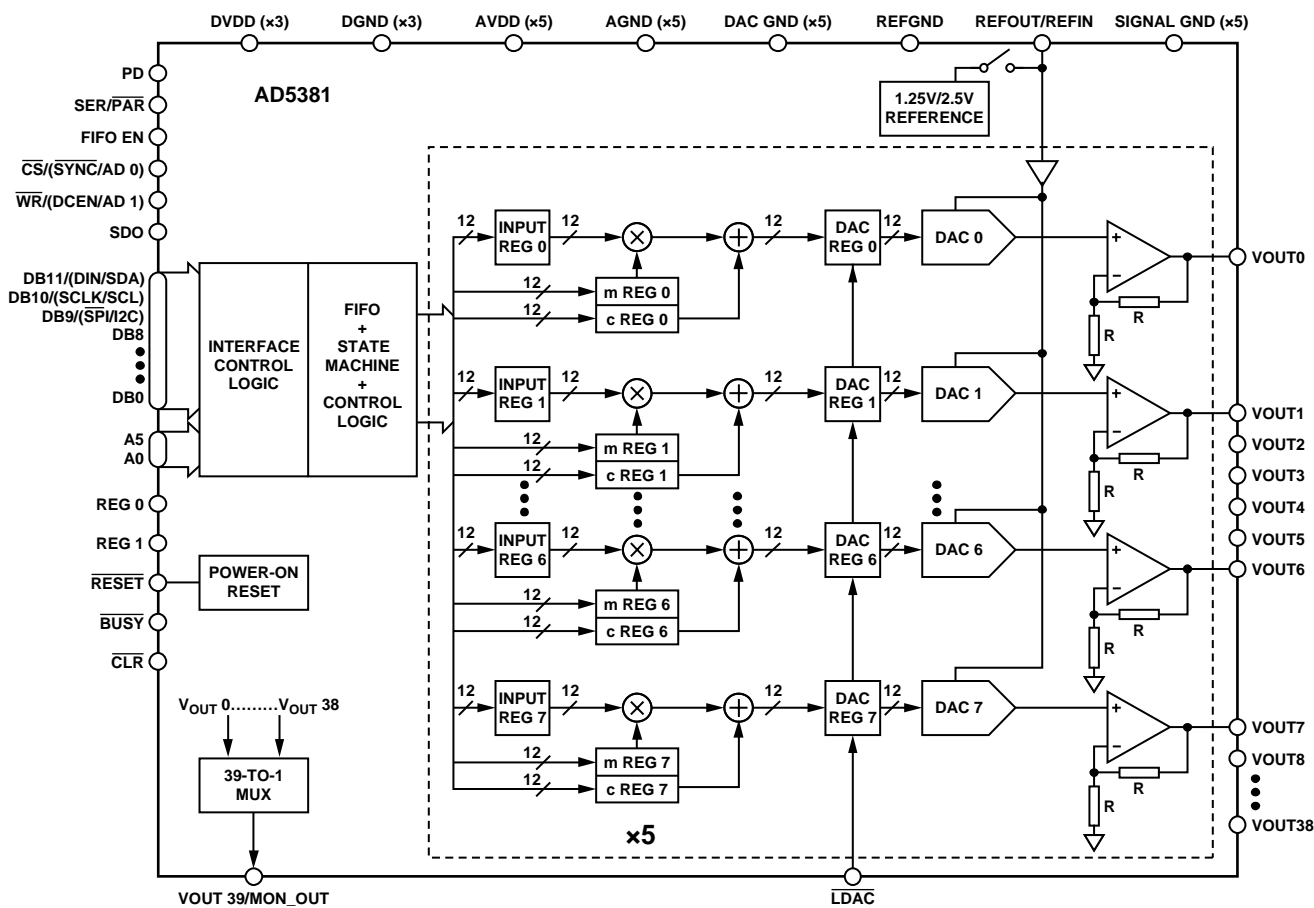 DVDD (×3) DGND (×3) AVDD (×5) AGND (×5) DAC GND (×5) REFGND REFOUT/REFIN SIGNAL GND (×5)
PD
SER/PAR
FIFO EN
CS/(SYNC/AD 0)
WR/(DCEN/AD 1)
SDO
DB11/(DIN/SDA)
DB10/(SCLK/SCL)
DB9/(SPI/I2C)
DB8
DB0
A5
A0
REG 0
REG 1
RESET
BUSY
CLR
AD5381
1.25V/2.5V
REFERENCE
INTERFACE
CONTROL
LOGIC
FIFO
+
STATE
MACHINE
+
CONTROL
LOGIC
POWER-ON
RESET
VOUT 0.........VOUT 38
39-TO-1
MUX
VOUT 39/MON_OUT
12 INPUT
REG 0 12 × + 12 DAC
REG 0 12 DAC 0 + − R R
12 m REG 0
12 c REG 0
12 INPUT
REG 1 12 × + 12 DAC
REG 1 12 DAC 1 + − R R
12 m REG 1
12 c REG 1
12 INPUT
REG 6 12 × + 12 DAC
REG 6 12 DAC 6 + − R R
12 m REG 6
12 c REG 6
12 INPUT
REG 7 12 × + 12 DAC
REG 7 12 DAC 7 + − R R
12 m REG 7
12 c REG 7
×5
LDAC
VOUT0
VOUT1
VOUT2
VOUT3
VOUT4
VOUT5
VOUT6
VOUT7
VOUT8
VOUT38